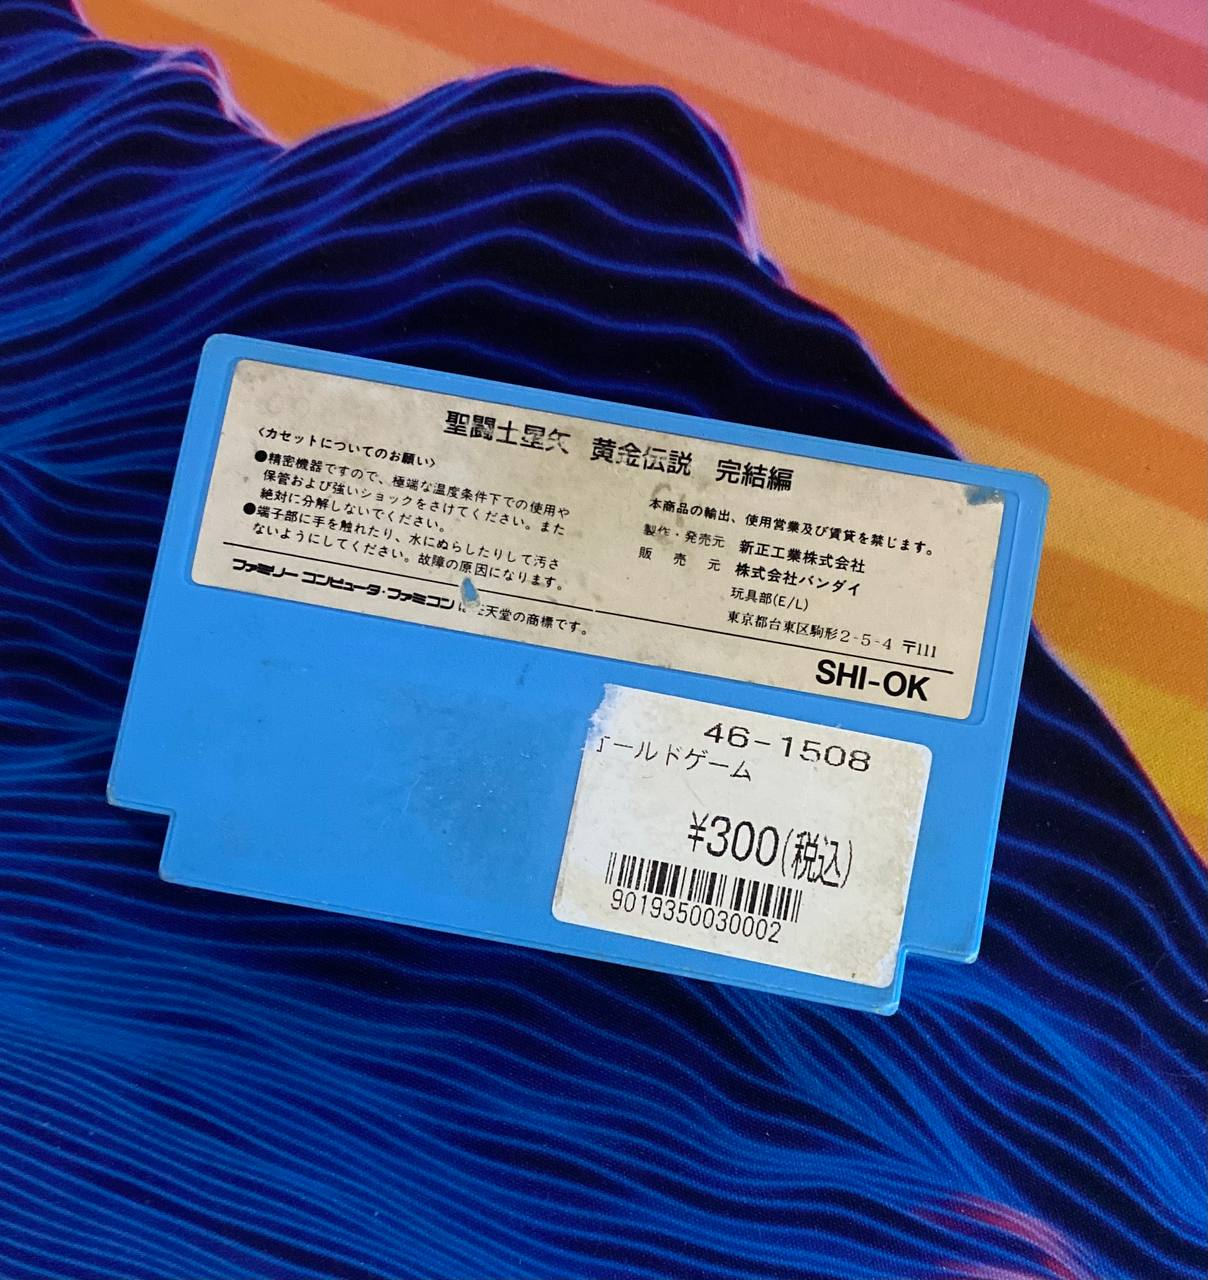 聖闘士星矢 黄金伝説 完結編
〈カセットについてのお願い〉
●精密機器ですので、極端な温度条件下での使用や
保管および強いショックをさけてください。また
絶対に分解しないでください。
●端子部に手を触れたり、水にぬらしたりして汚さ
ないようにしてください。故障の原因になります。
本商品の輸出、使用営業及び賃貸を禁じます。
製作・発売元 新正工業株式会社
販売元 株式会社バンダイ
玩具部(E/L)
東京都台東区駒形2-5-4 〒111
ファミリーコンピュータ・ファミコンは任天堂の商標です。
SHI-OK
46-1508
ールドゲーム
¥300(税込)
9019350030002